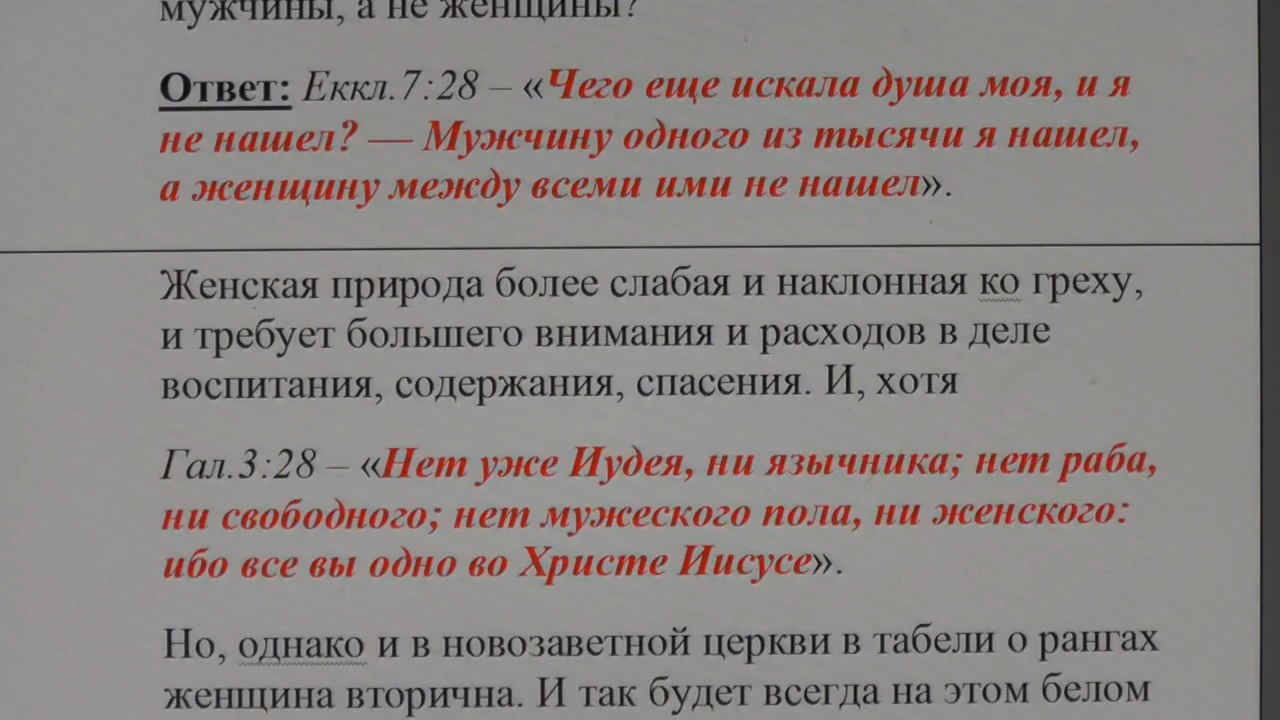 мужчины, а не женщины?
Ответ: Еккл.7:28 – «Чего еще искала душа моя, и я
не нашел? — Мужчину одного из тысячи я нашел,
а женщину между всеми ими не нашел».
Женская природа более слабая и наклонная ко греху,
и требует большего внимания и расходов в деле
воспитания, содержания, спасения. И, хотя
Гал.3:28 – «Нет уже Иудея, ни язычника; нет раба,
ни свободного; нет мужеского пола, ни женского:
ибо все вы одно во Христе Иисусе».
Но, однако и в новозаветной церкви в табели о рангах
женщина вторична. И так будет всегда на этом белом